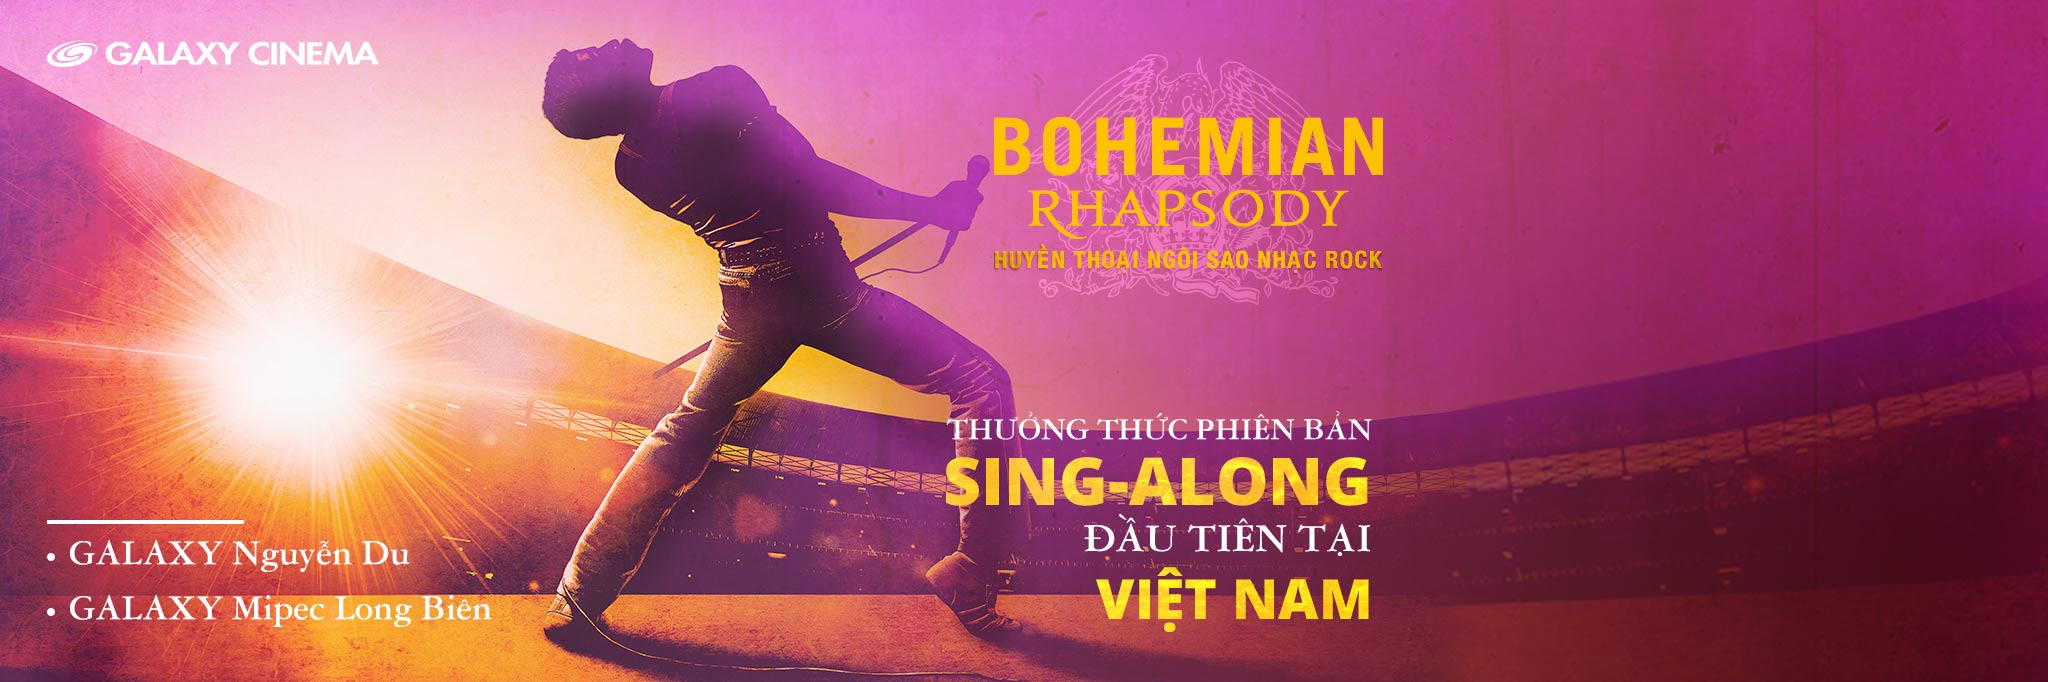 GALAXY CINEMA
BOHEMIAN
RHAPSODY
HUYỀN THOẠI NGÔI SAO NHẠC ROCK
THƯỞNG THỨC PHIÊN BẢN
SING-ALONG
ĐẦU TIÊN TẠI
VIỆT NAM
• GALAXY Nguyễn Du
• GALAXY Mipec Long Biên